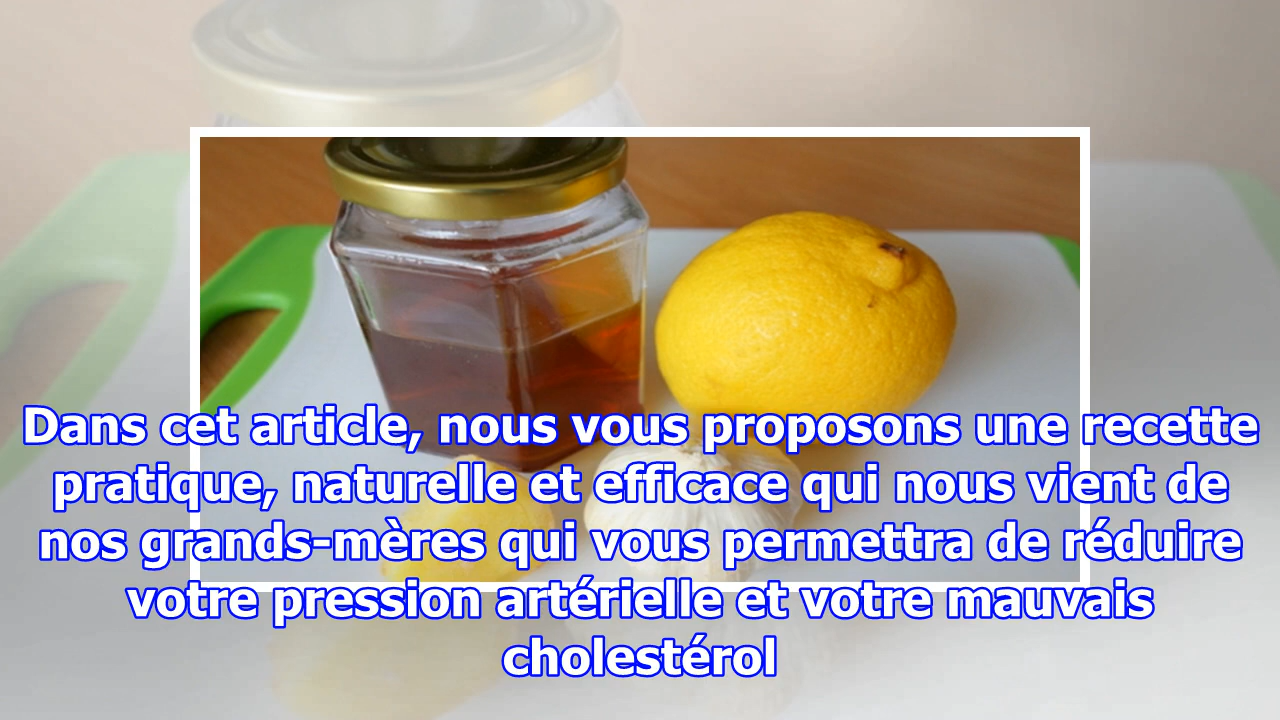 Dans cet article, nous vous proposons une recette
pratique, naturelle et efficace qui nous vient de
nos grands-mères qui vous permettra de réduire
votre pression artérielle et votre mauvais
cholestérol